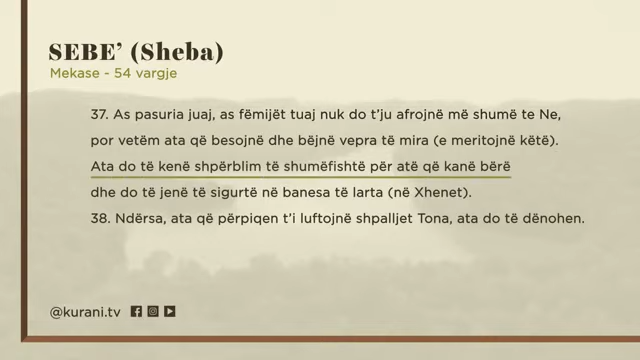 SEBE’ (Sheba)
Mekase - 54 vargje
37. As pasuria juaj, as fëmijët tuaj nuk do t’ju afrojnë më shumë te Ne,
por vetëm ata që besojnë dhe bëjnë vepra të mira (e meritojnë këtë).
Ata do të kenë shpërblim të shumëfishtë për atë që kanë bërë
dhe do të jenë të sigurtë në banesa të larta (në Xhenet).
38. Ndërsa, ata që përpiqen t’i luftojnë shpalljet Tona, ata do të dënohen.
@kurani.tv